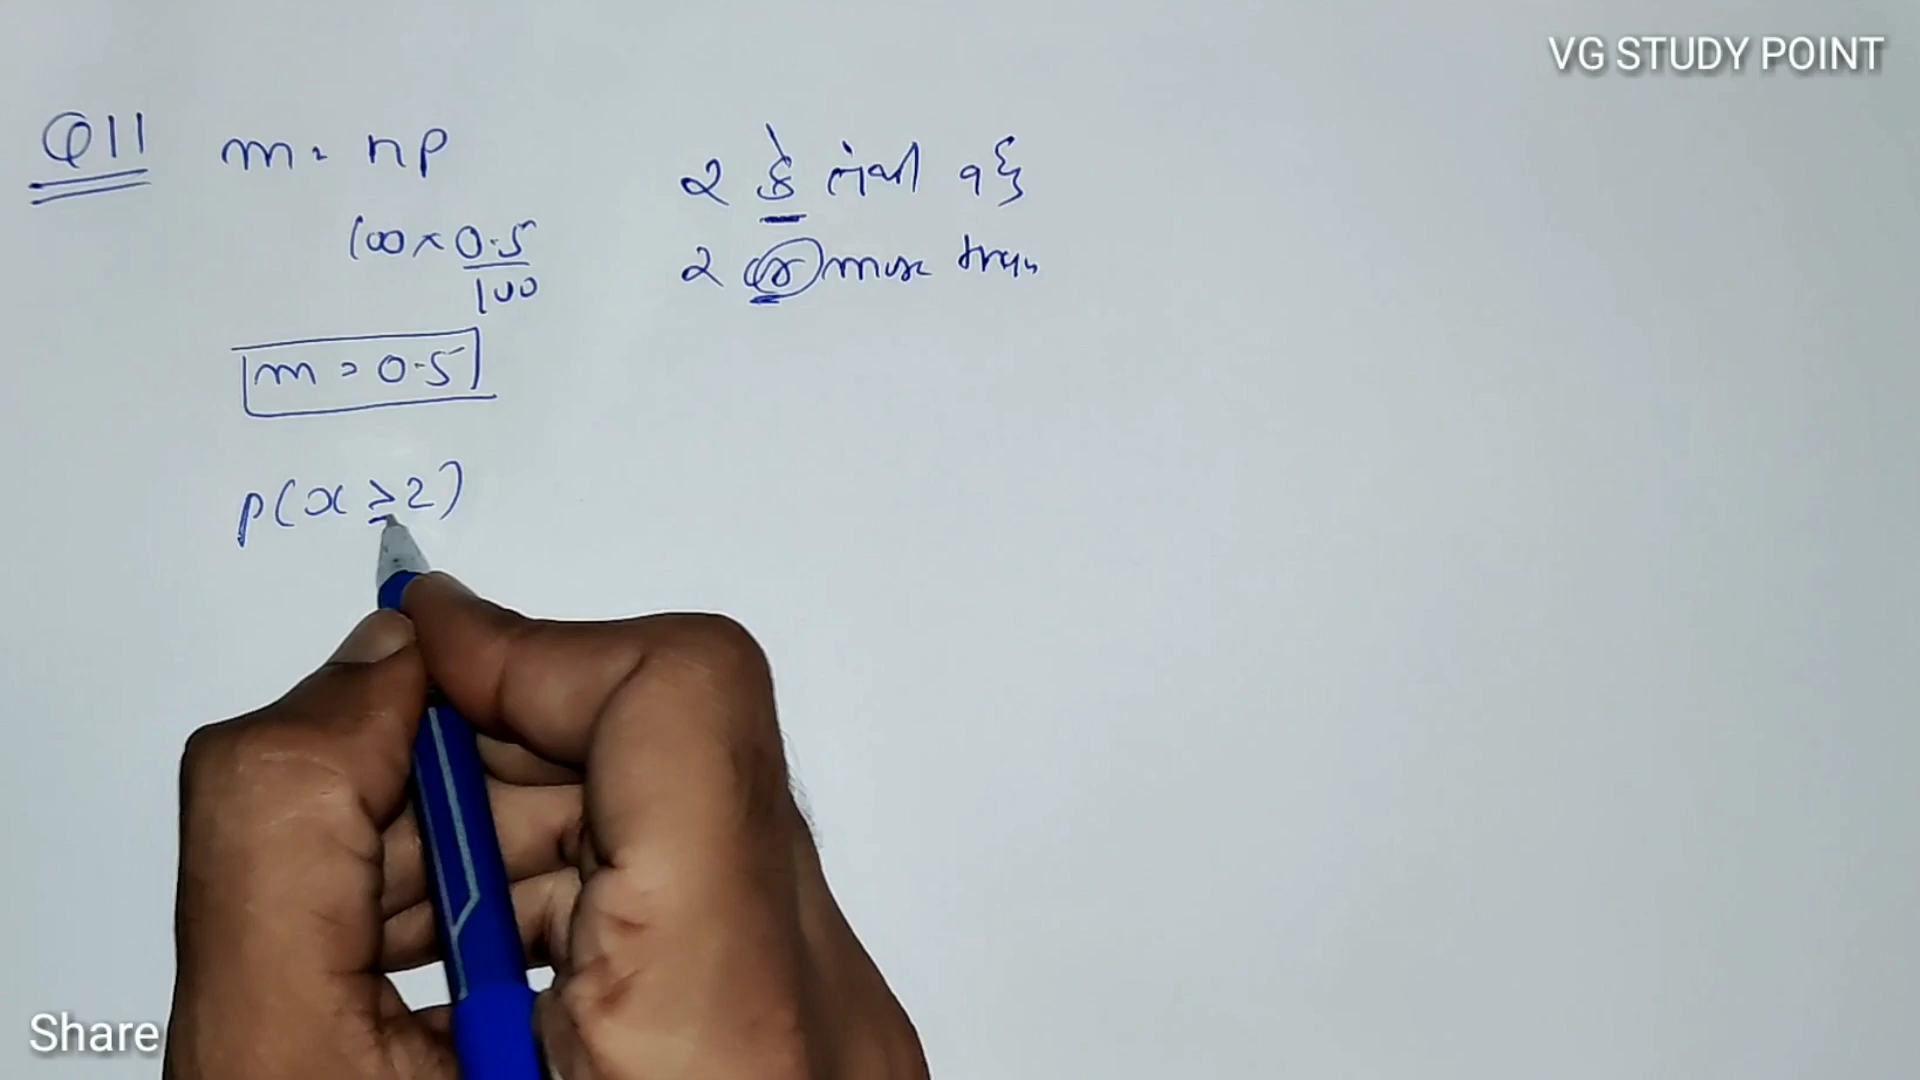 VG STUDY POINT
Q11
m = np
100 × 0.5
100
m = 0.5
P(x ≥ 2)
2 કે તેથી વધુ
2 or more than
Share